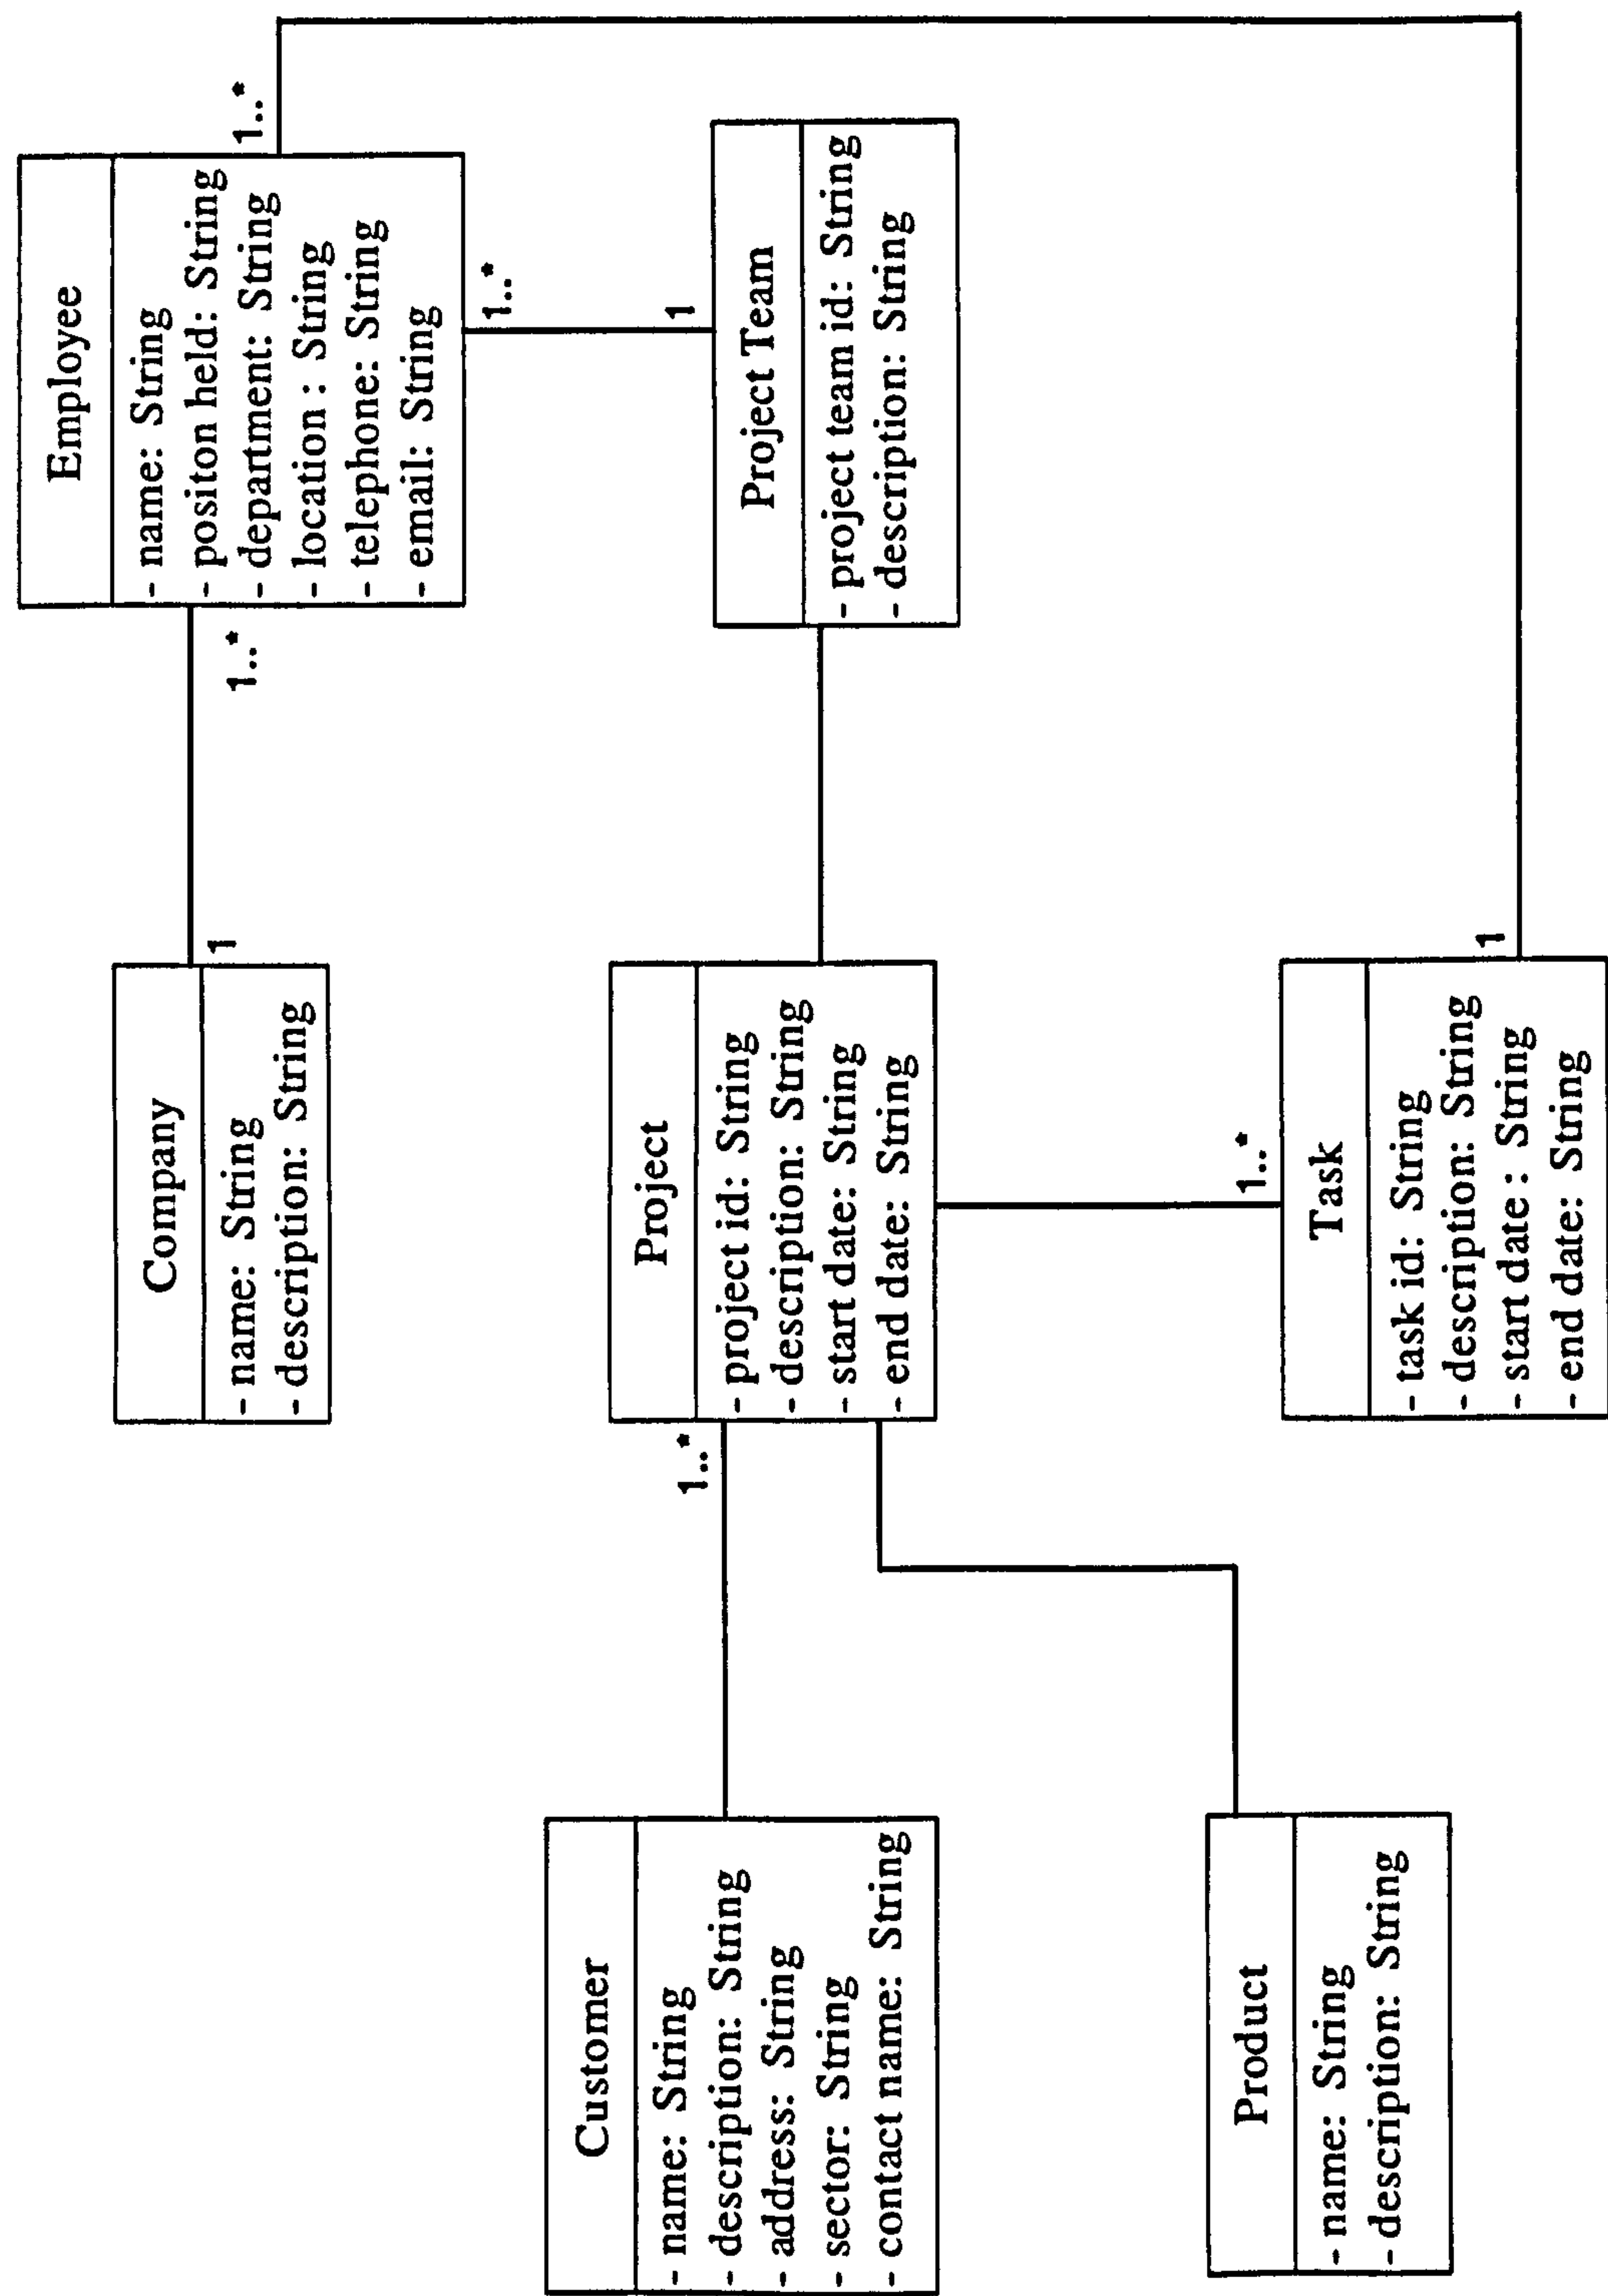 Company
- name: String
- description: String
1
1..*
Employee
- name: String
- positon held: String
- department: String
- location : String
- telephone: String
- email: String
1..*
1..*
1
Customer
- name: String
- description: String
- address: String
- sector: String
- contact name: String
1..*
Project
- project id: String
- description: String
- start date: String
- end date: String
Project Team
- project team id: String
- description: String
1..*
Product
- name: String
- description: String
Task
- task id: String
- description: String
- start date : String
- end date: String
1